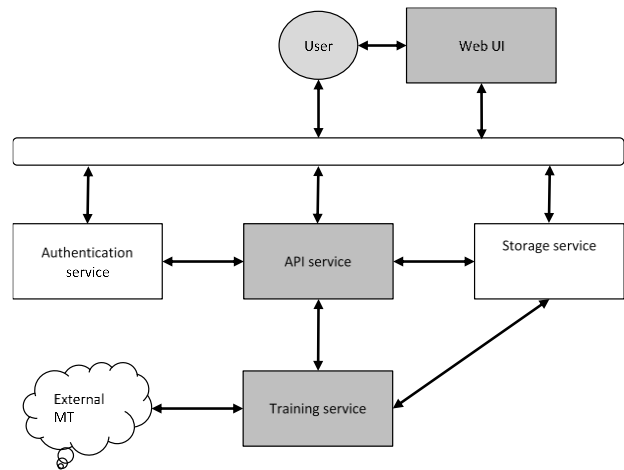 User
Web UI
Authentication
service
API service
Storage service
External
MT
Training service